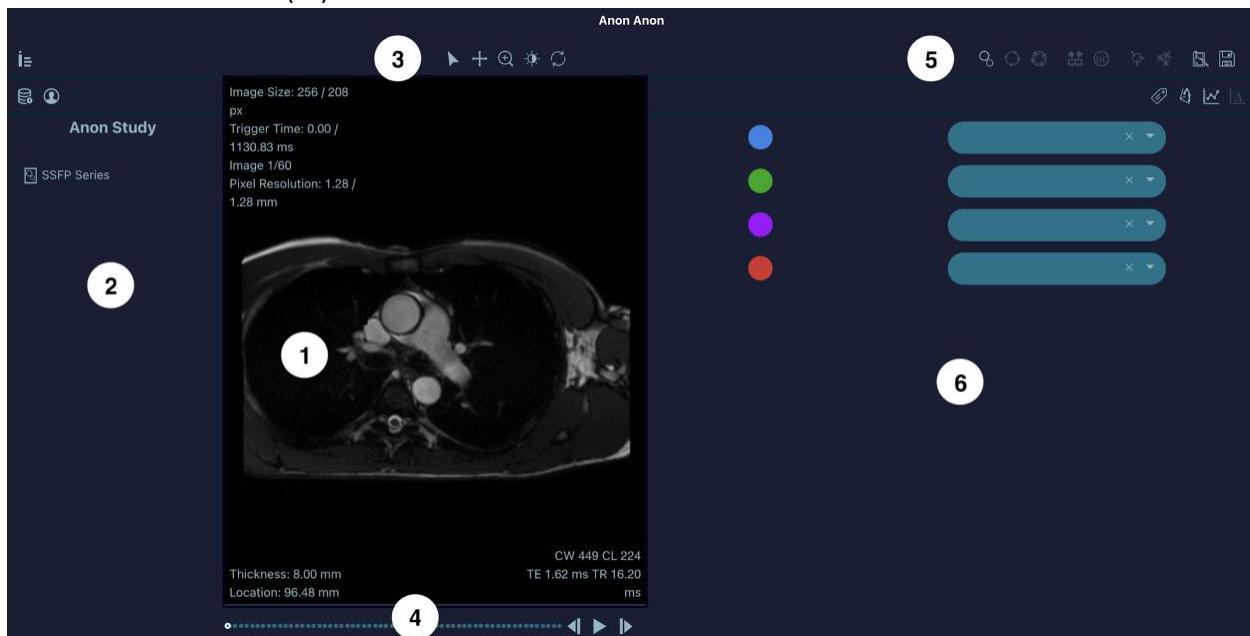 Anon Anon
3
5
Image Size: 256 / 208
px
Trigger Time: 0.00 /
1130.83 ms
Image 1/60
Pixel Resolution: 1.28 /
1.28 mm
Anon Study
SSFP Series
2
1
6
CW 449 CL 224
Thickness: 8.00 mm
TE 1.62 ms TR 16.20
Location: 96.48 mm
ms
4